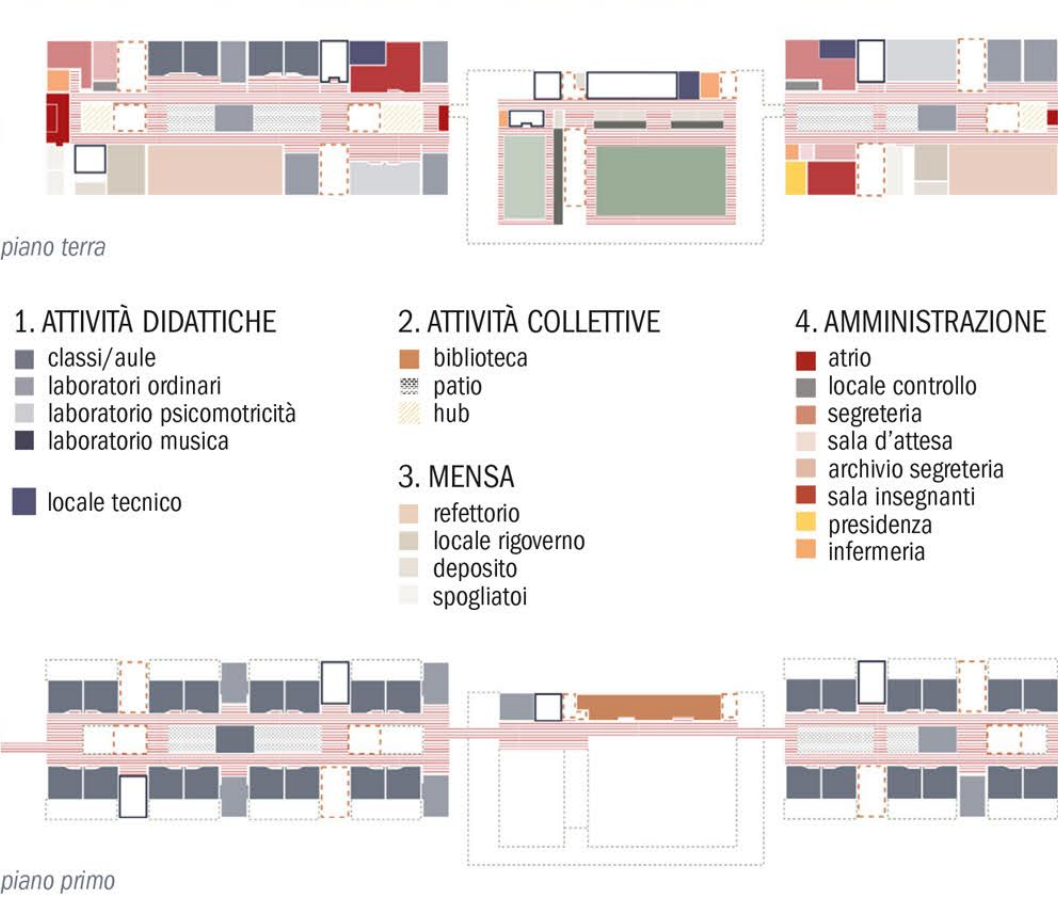 piano terra
1. ATTIVITÀ DIDATTICHE
classi/aule
laboratori ordinari
laboratorio psicomotricità
laboratorio musica
locale tecnico
2. ATTIVITÀ COLLETTIVE
biblioteca
patio
hub
3. MENSA
refettorio
locale rigoverno
deposito
spogliatoi
4. AMMINISTRAZIONE
atrio
locale controllo
segreteria
sala d'attesa
archivio segreteria
sala insegnanti
presidenza
infermeria
piano primo